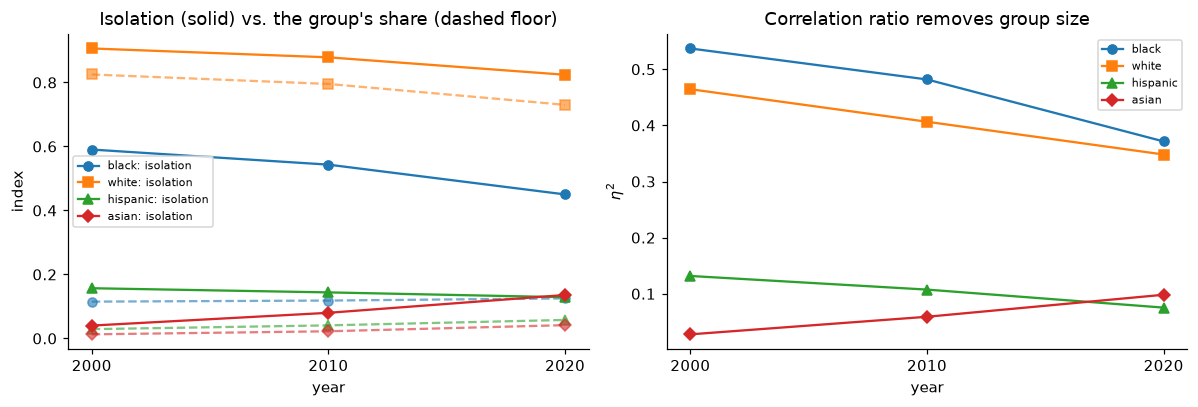 Isolation (solid) vs. the group's share (dashed floor)
index
0.8
0.6
0.4
0.2
0.0
black: isolation
white: isolation
hispanic: isolation
asian: isolation
2000
2010
2020
year
Correlation ratio removes group size
η²
0.5
0.4
0.3
0.2
0.1
black
white
hispanic
asian
2000
2010
2020
year